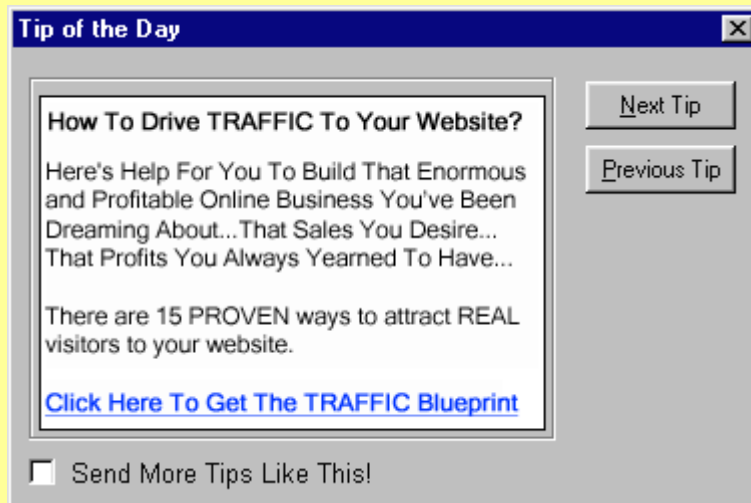 Tip of the Day
How To Drive TRAFFIC To Your Website?
Next Tip
Here's Help For You To Build That Enormous
Previous Tip
and Profitable Online Business You've Been
Dreaming About...That Sales You Desire...
That Profits You Always Yearned To Have...
There are 15 PROVEN ways to attract REAL
visitors to your website.
Click Here To Get The TRAFFIC Blueprint
Send More Tips Like This!